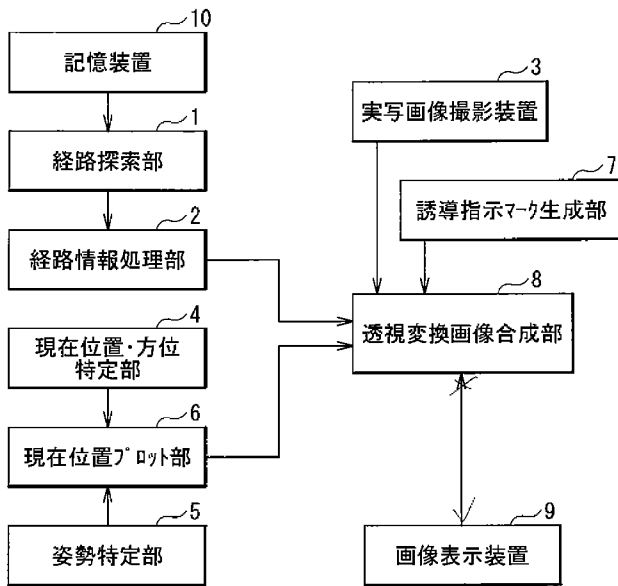 10
記憶装置
1
経路探索部
2
経路情報処理部
4
現在位置・方位
特定部
6
現在位置プロット部
5
姿勢特定部
3
実写画像撮影装置
7
誘導指示マーク生成部
8
透視変換画像合成部
9
画像表示装置